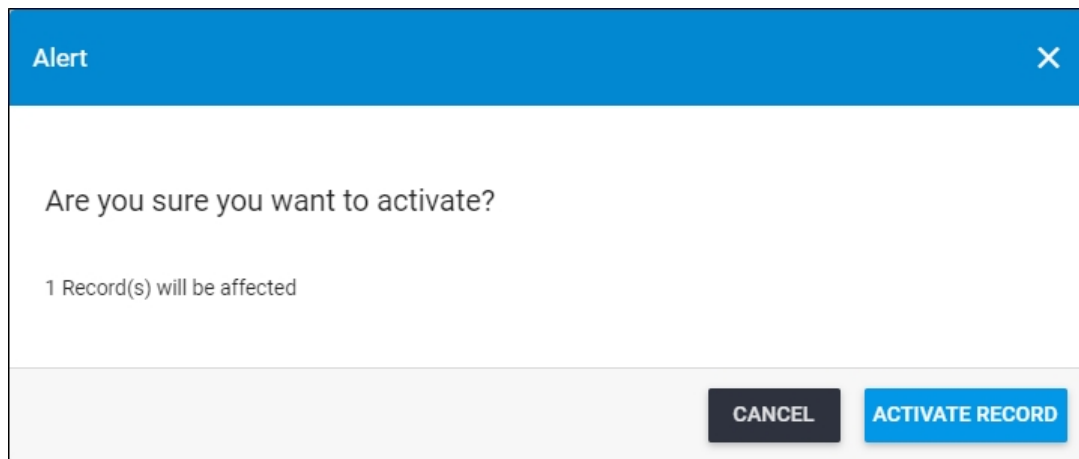 Alert
Are you sure you want to activate?
1 Record(s) will be affected
CANCEL
ACTIVATE RECORD